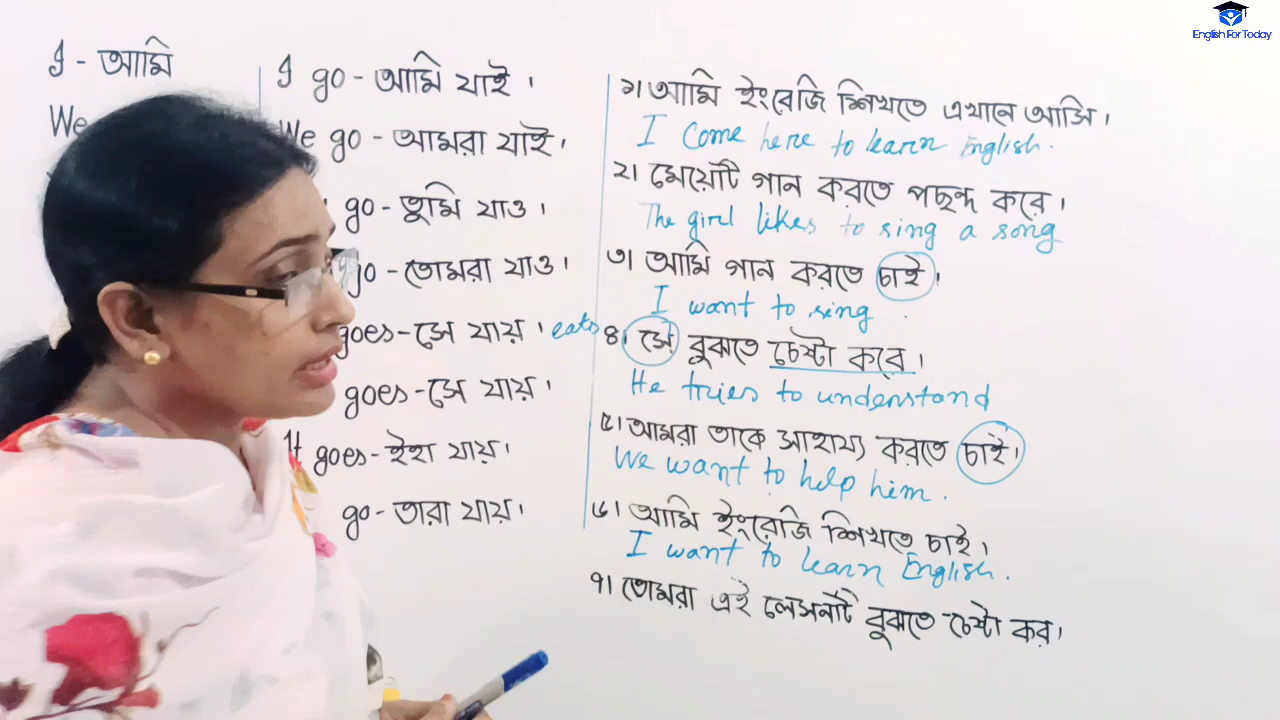 English For Today
I - আমি
We
I go - আমি যাই ।
We go - আমরা যাই ।
go - তুমি যাও ।
go - তোমরা যাও ।
goes - সে যায় ।
eats
goes - সে যায় ।
It goes - ইহা যায় ।
go - তারা যায় ।
১। আমি ইংরেজি শিখতে এখানে আসি ।
I come here to learn English.
২। মেয়েটি গান করতে পছন্দ করে ।
The girl likes to sing a song
৩। আমি গান করতে চাই ।
I want to sing .
৪। সে বুঝতে চেষ্টা করে ।
He tries to understand
৫। আমরা তাকে সাহায্য করতে চাই ।
We want to help him .
৬। আমি ইংরেজি শিখতে চাই ।
I want to learn English .
৭। তোমরা এই লেসনটি বুঝতে চেষ্টা কর ।